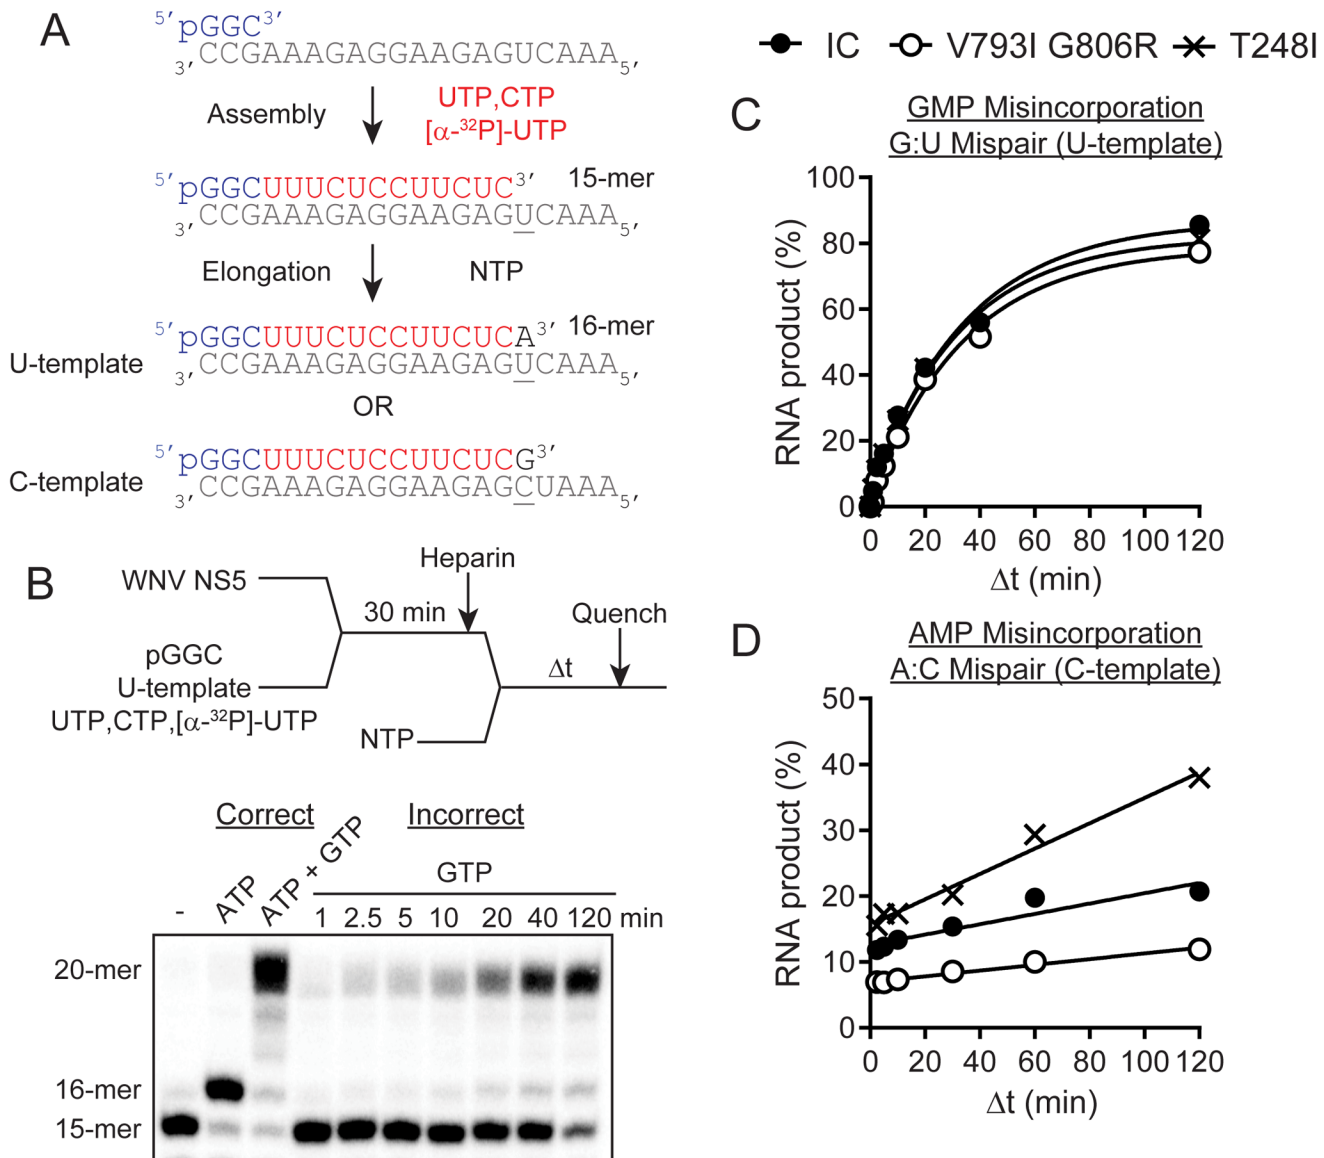 A
5′pGGC3′
3′CCGAAAGAGGAAGAGUCAAA5′
Assembly
UTP,CTP
[α-³²P]-UTP
5′pGGCUUUCUCCUUCUC3′ 15-mer
3′CCGAAAGAGGAAGAGUCAAA5′
Elongation NTP
5′pGGCUUUCUCCUUCUCA3′ 16-mer
U-template 3′CCGAAAGAGGAAGAGUCAAA5′
OR
5′pGGCUUUCUCCUUCUCG3′
C-template 3′CCGAAAGAGGAAGAGCUAAA5′
B
Heparin
WNV NS5
30 min
Quench
pGGC
U-template
UTP,CTP,[α-³²P]-UTP
Δt
NTP
Correct Incorrect
- ATP ATP + GTP GTP
1 2.5 5 10 20 40 120 min
20-mer
16-mer
15-mer
IC V793I G806R T248I
C
GMP Misincorporation
G:U Mispair (U-template)
RNA product (%)
100
80
60
40
20
0
0 20 40 60 80 100 120
Δt (min)
D
AMP Misincorporation
A:C Mispair (C-template)
RNA product (%)
50
40
30
20
10
0
0 20 40 60 80 100 120
Δt (min)